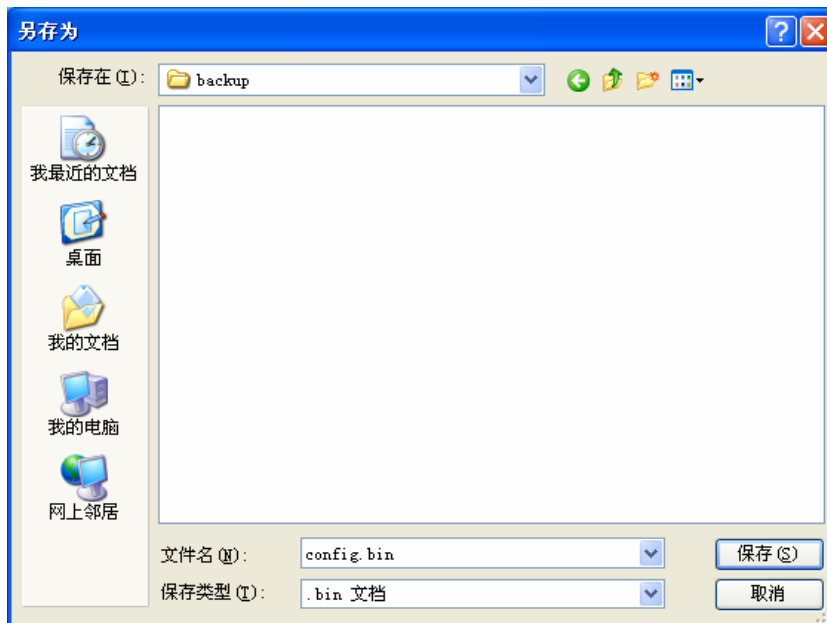 另存为
保存在(I):
backup
我最近的文档
桌面
我的文档
我的电脑
网上邻居
文件名(N):
config.bin
保存(S)
保存类型(T):
.bin 文档
取消